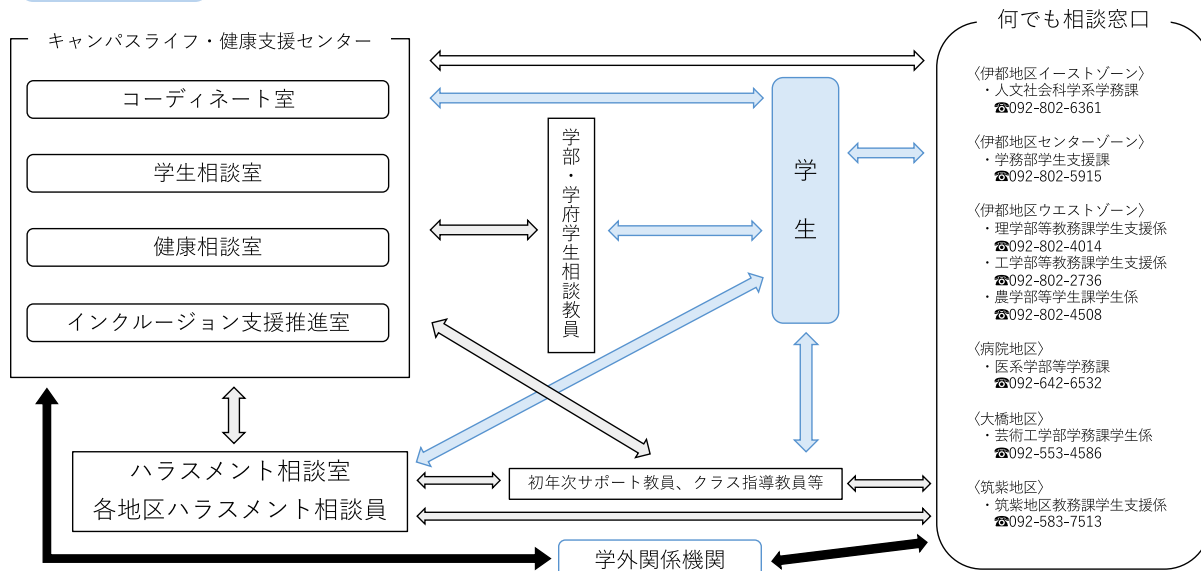 キャンパスライフ・健康支援センター
コーディネート室
学生相談室
健康相談室
インクルージョン支援推進室
ハラスメント相談室
各地区ハラスメント相談員
学部・学府学生相談教員
学生
初年次サポート教員、クラス指導教員等
学外関係機関
何でも相談窓口
〈伊都地区イーストゾーン〉
・人文社会科学系学務課
☎092-802-6361
〈伊都地区センターゾーン〉
・学務部学生支援課
☎092-802-5915
〈伊都地区ウエストゾーン〉
・理学部等教務課学生支援係
☎092-802-4014
・工学部等教務課学生支援係
☎092-802-2736
・農学部等学生課学生係
☎092-802-4508
〈病院地区〉
・医系学部等学務課
☎092-642-6532
〈大橋地区〉
・芸術工学部学務課学生係
☎092-553-4586
〈筑紫地区〉
・筑紫地区教務課学生支援係
☎092-583-7513